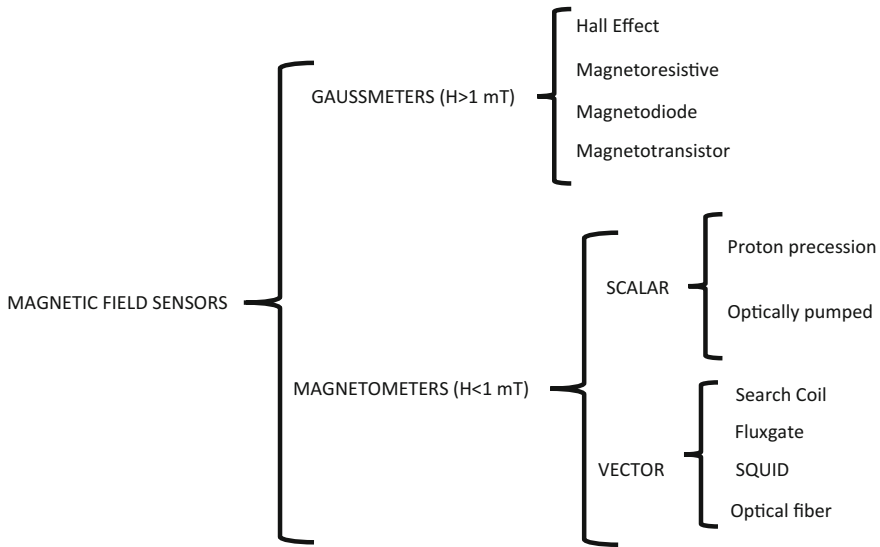 MAGNETIC FIELD SENSORS
GAUSSMETERS (H>1 mT)
Hall Effect
Magnetoresistive
Magnetodiode
Magnetotransistor
MAGNETOMETERS (H<1 mT)
SCALAR
Proton precession
Optically pumped
VECTOR
Search Coil
Fluxgate
SQUID
Optical fiber